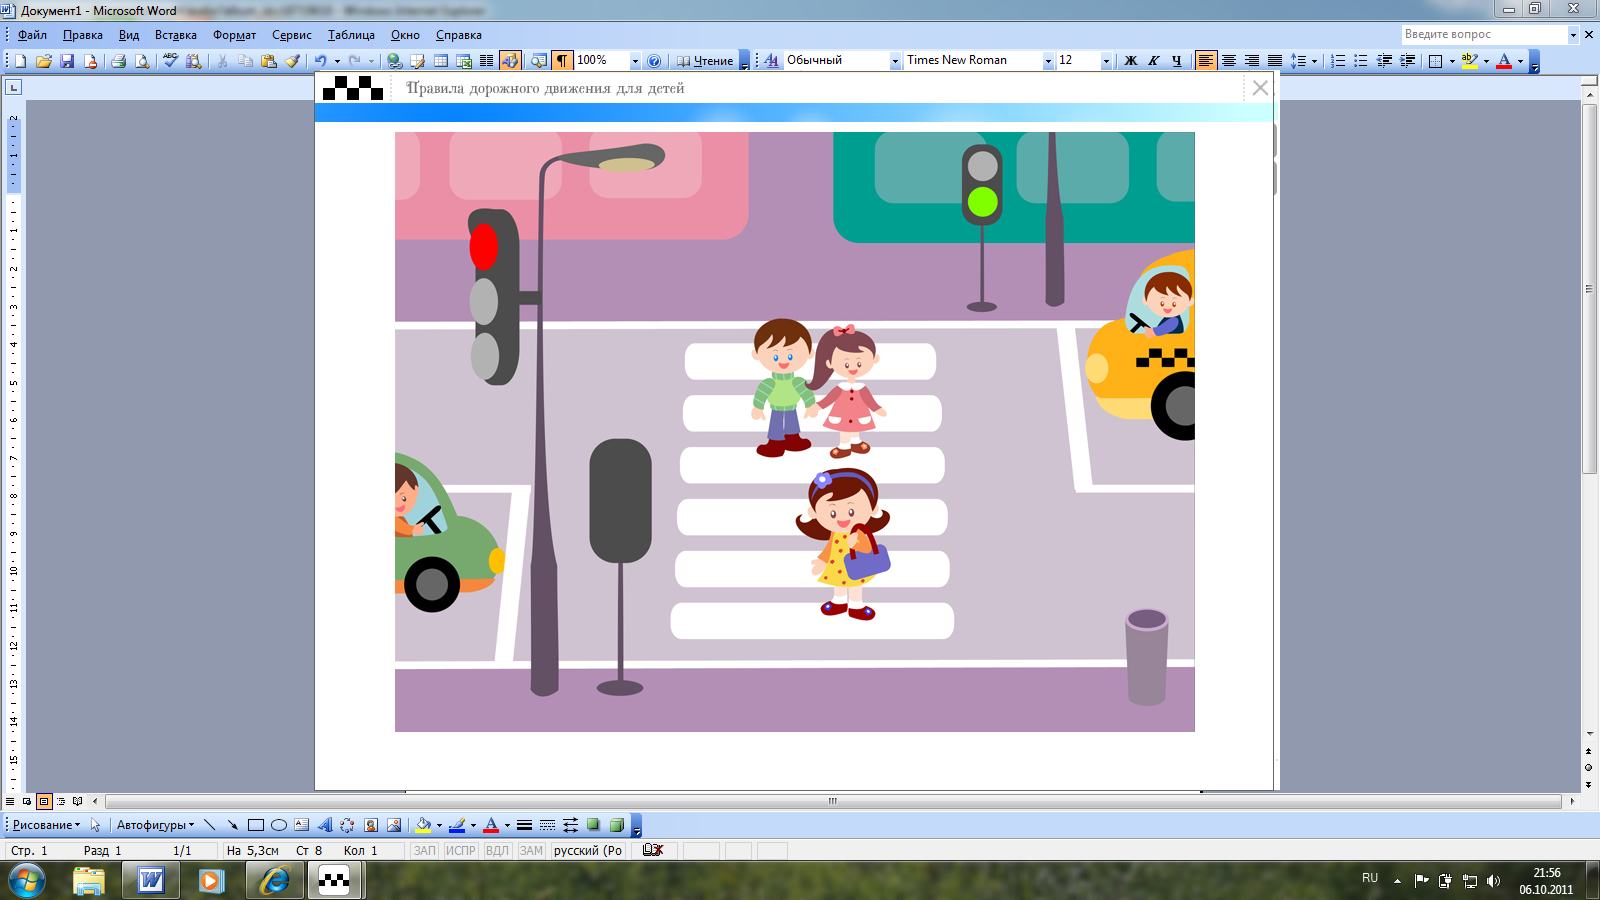 Документ1 - Microsoft Word
Файл Правка Вид Вставка Формат Сервис Таблица Окно Справка
Введите вопрос
100% Чтение Обычный Times New Roman 12 Ж К Ч
Правила дорожного движения для детей
Рисование Автофигуры
Стр. 1 Разд 1 1/1 На 5,3см Ст 8 Кол 1 ЗАП ИСПР ВДЛ ЗАМ русский (Ро
RU 21:56
06.10.2011